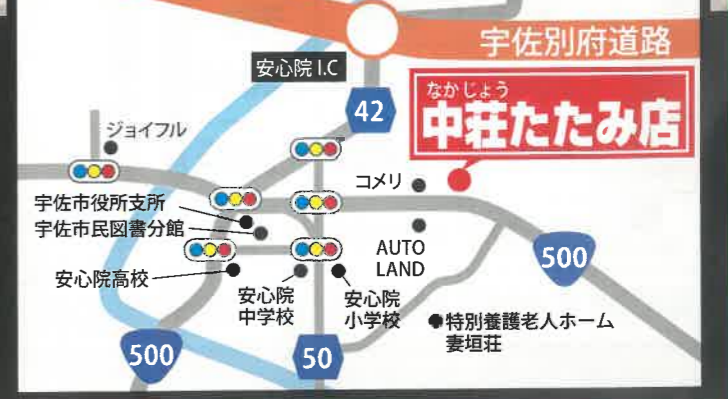 宇佐別府道路
安心院 I.C
42
なかじょう
中荘たたみ店
ジョイフル
コメリ
宇佐市役所支所
宇佐市民図書分館
AUTO
LAND
500
安心院高校
安心院
中学校
安心院
小学校
特別養護老人ホーム
妻垣荘
500
50